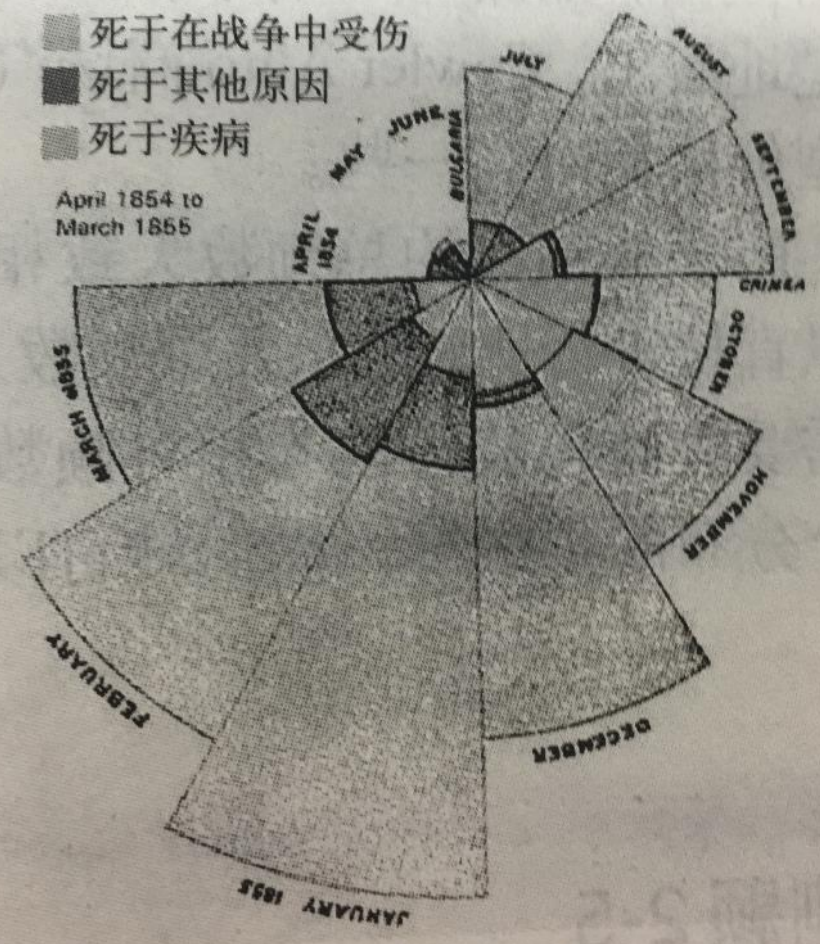 死于在战争中受伤
死于其他原因
死于疾病
April 1854 to
March 1855
APRIL
1854
MAY
JUNE
BULGARIA
JULY
AUGUST
SEPTEMBER
CRIMEA
OCTOBER
NOVEMBER
DECEMBER
JANUARY 1855
FEBRUARY
MARCH 1855